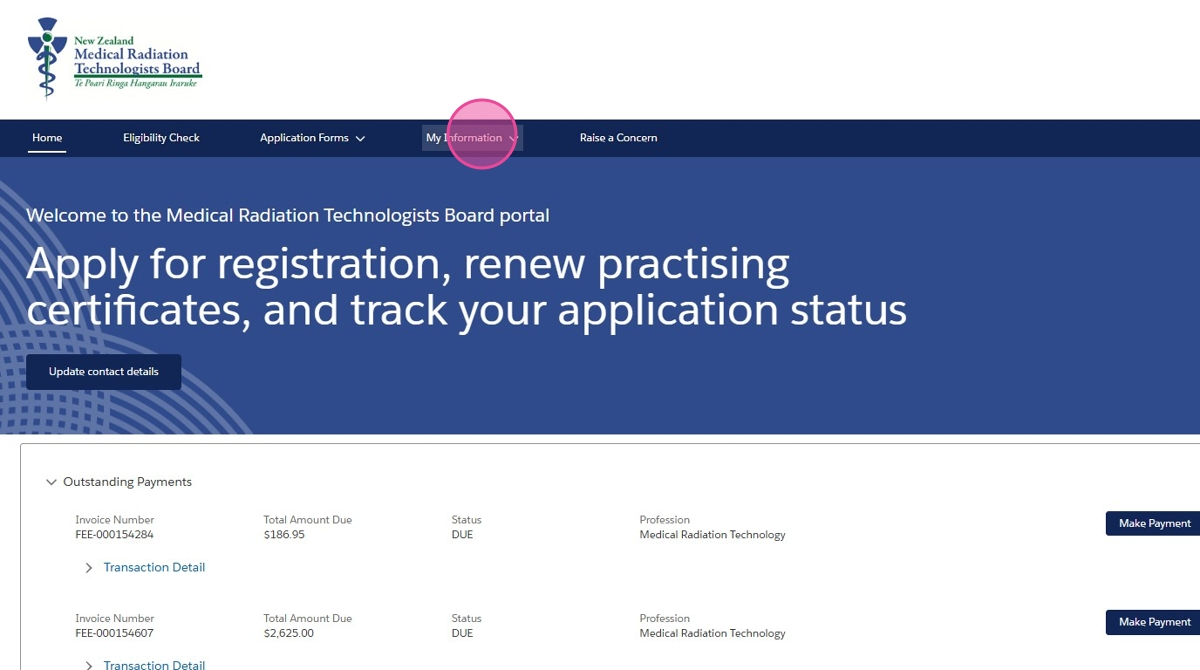 New Zealand
Medical Radiation
Technologists Board
Te Poari Ringa Hangarau Iraruke
Home
Eligibility Check
Application Forms
My Information
Raise a Concern
Welcome to the Medical Radiation Technologists Board portal
Apply for registration, renew practising
certificates, and track your application status
Update contact details
Outstanding Payments
Invoice Number Total Amount Due Status Profession
FEE-000154284 $186.95 DUE Medical Radiation Technology
Make Payment
Transaction Detail
Invoice Number Total Amount Due Status Profession
FEE-000154607 $2,625.00 DUE Medical Radiation Technology
Make Payment
Transaction Detail